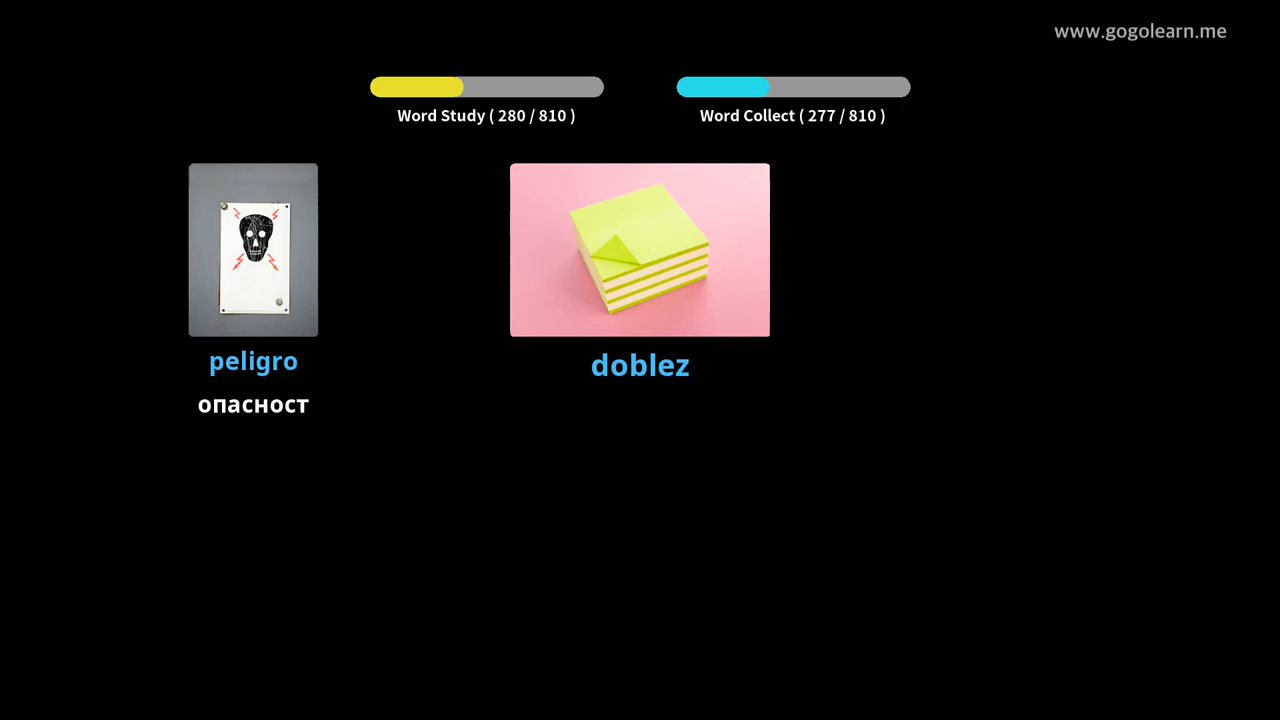 www.gogolearn.me
Word Study ( 280 / 810 )
Word Collect ( 277 / 810 )
peligro
опасност
doblez